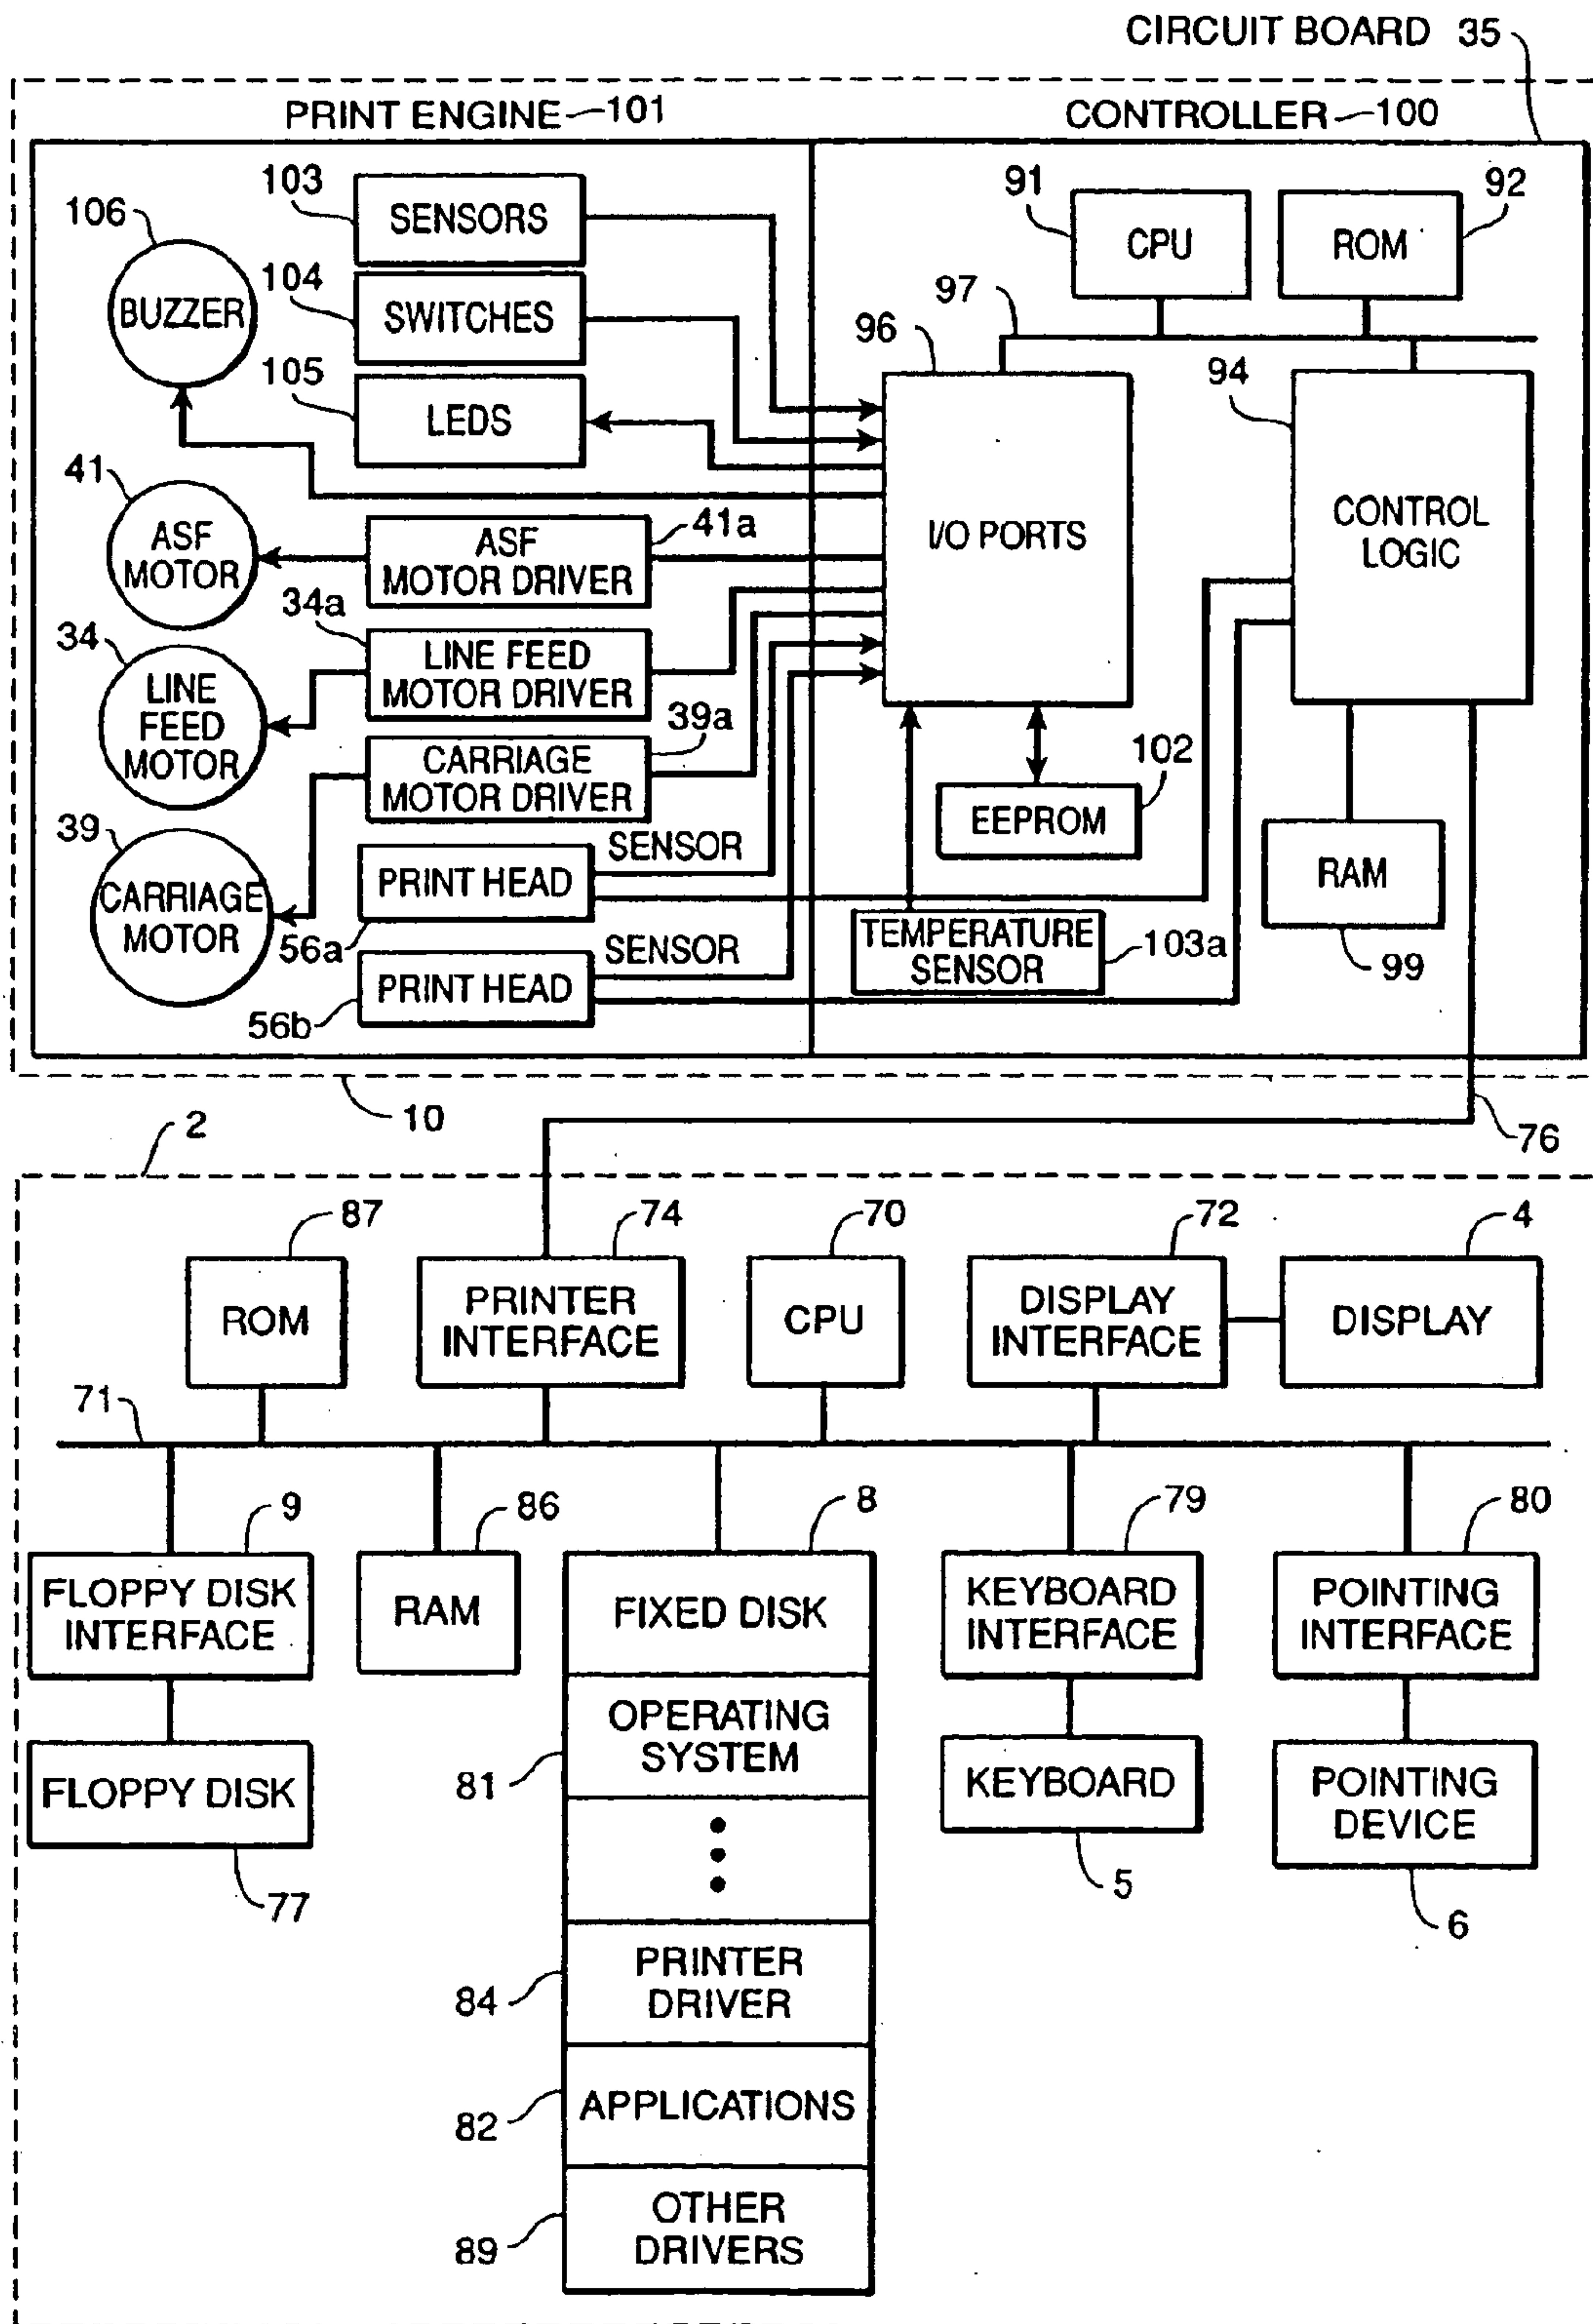 CIRCUIT BOARD 35
PRINT ENGINE 101
CONTROLLER 100
103
SENSORS
106
BUZZER
104
SWITCHES
105
LEDS
91
CPU
92
ROM
97
96
I/O PORTS
94
CONTROL
LOGIC
41
ASF
MOTOR
41a
ASF
MOTOR DRIVER
34a
34
LINE
FEED
MOTOR
LINE FEED
MOTOR DRIVER
39a
CARRIAGE
MOTOR DRIVER
39
CARRIAGE
MOTOR
SENSOR
PRINT HEAD
56a
SENSOR
PRINT HEAD
56b
102
EEPROM
TEMPERATURE
SENSOR
103a
RAM
99
10
76
2
87
ROM
74
PRINTER
INTERFACE
70
CPU
72
DISPLAY
INTERFACE
4
DISPLAY
71
9
FLOPPY DISK
INTERFACE
86
RAM
8
FIXED DISK
79
KEYBOARD
INTERFACE
80
POINTING
INTERFACE
OPERATING
SYSTEM
81
FLOPPY DISK
77
KEYBOARD
5
POINTING
DEVICE
6
PRINTER
DRIVER
84
APPLICATIONS
82
OTHER
DRIVERS
89